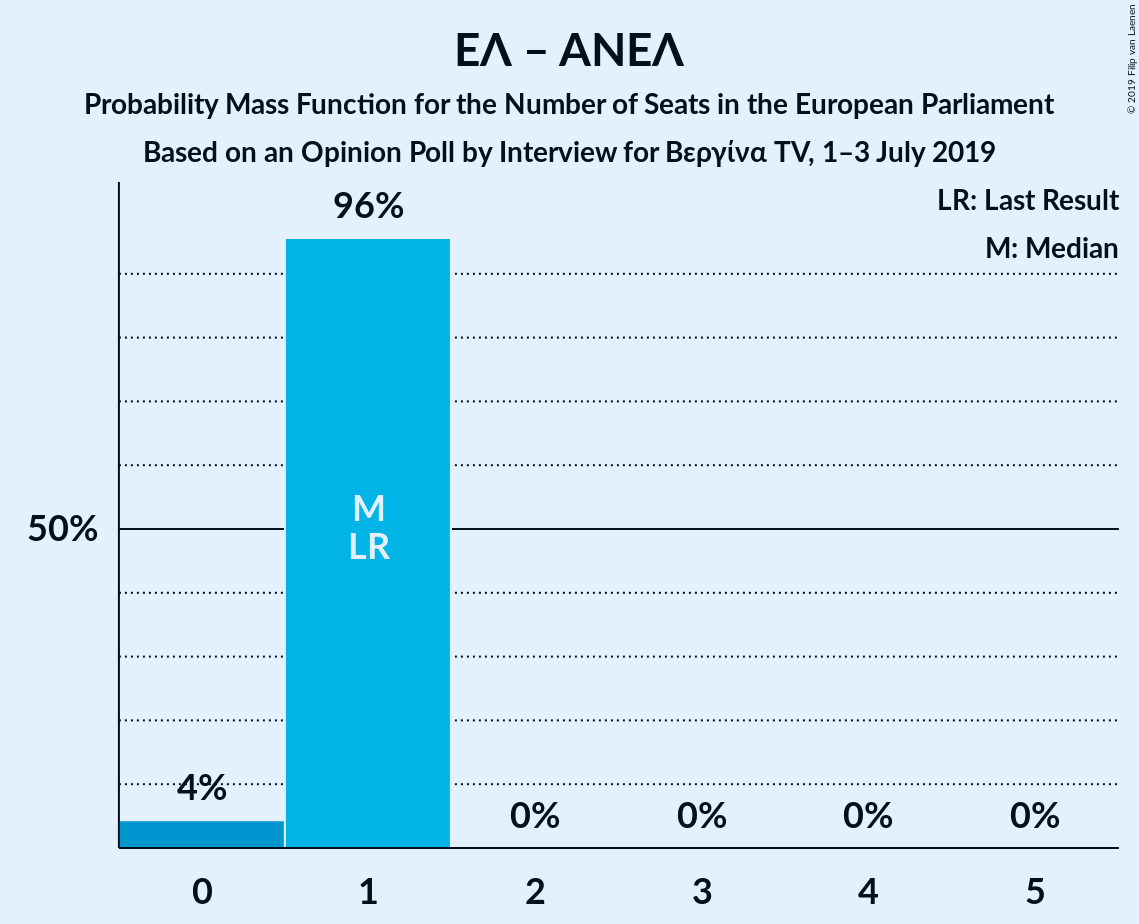 ΕΛ – ΑΝΕΛ
Probability Mass Function for the Number of Seats in the European Parliament
Based on an Opinion Poll by Interview for Βεργίνα TV, 1–3 July 2019
© 2019 Filip van Laenen
LR: Last Result
M: Median
96%
M
LR
50%
4%
0%
0%
0%
0%
0 1 2 3 4 5